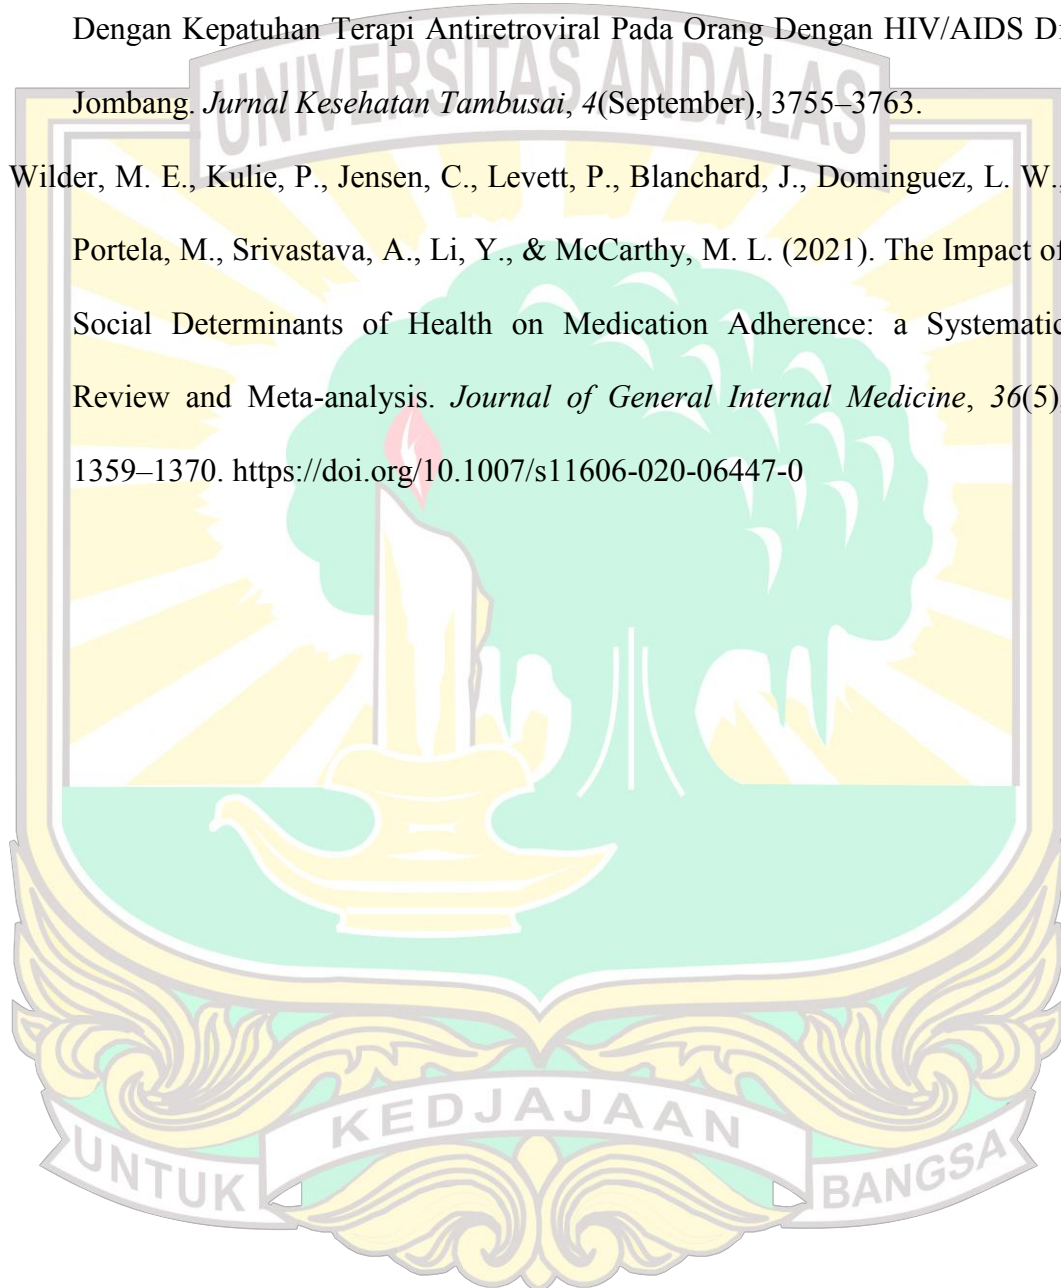 Dengan Kepatuhan Terapi Antiretroviral Pada Orang Dengan HIV/AIDS Di
UNIVERSITAS ANDALAS
Jombang. Jurnal Kesehatan Tambusai, 4(September), 3755–3763.
Wilder, M. E., Kulie, P., Jensen, C., Levett, P., Blanchard, J., Dominguez, L. W.,
Portela, M., Srivastava, A., Li, Y., & McCarthy, M. L. (2021). The Impact of
Social Determinants of Health on Medication Adherence: a Systematic
Review and Meta-analysis. Journal of General Internal Medicine, 36(5)
1359–1370. https://doi.org/10.1007/s11606-020-06447-0
KEDJAJAAN
UNTUK BANGSA